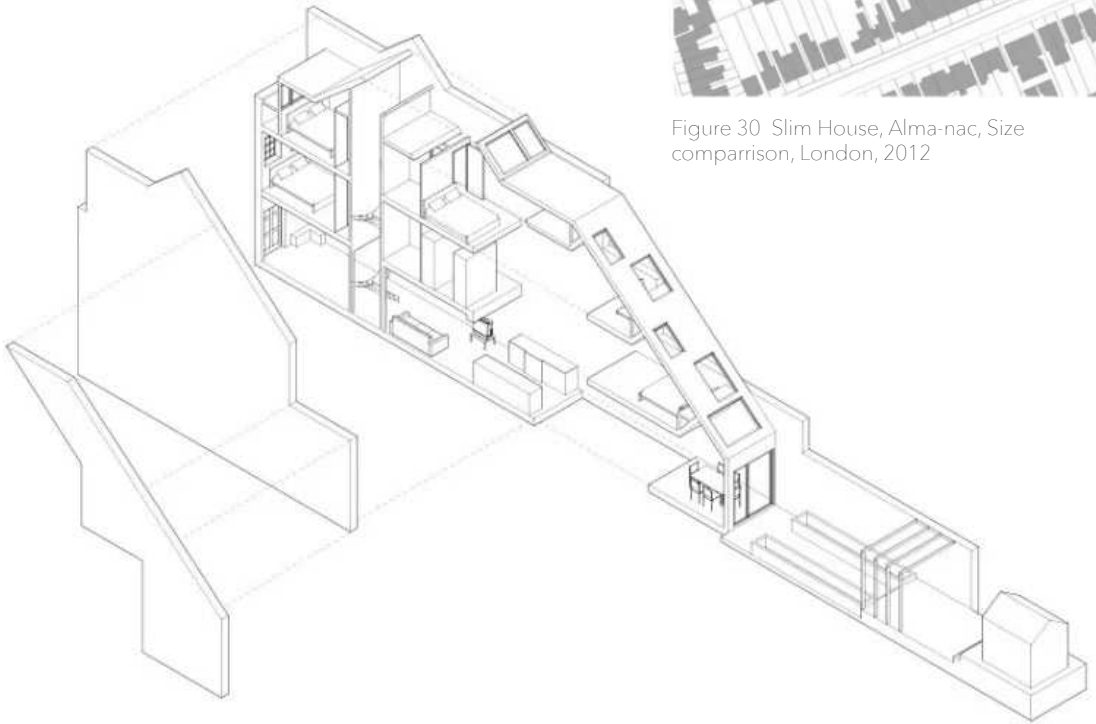 Figure 30 Slim House, Alma-nac, Size
comparrison, London, 2012